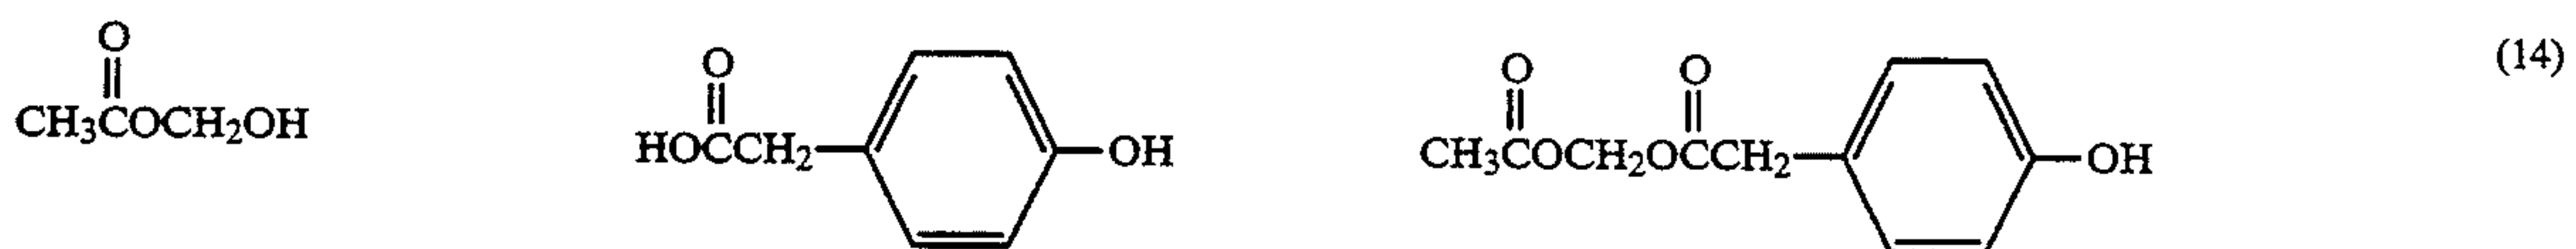 O
CH3COCH2OH
O
HOCCH2 OH
O O
CH3COCH2OCCH2 OH
(14)